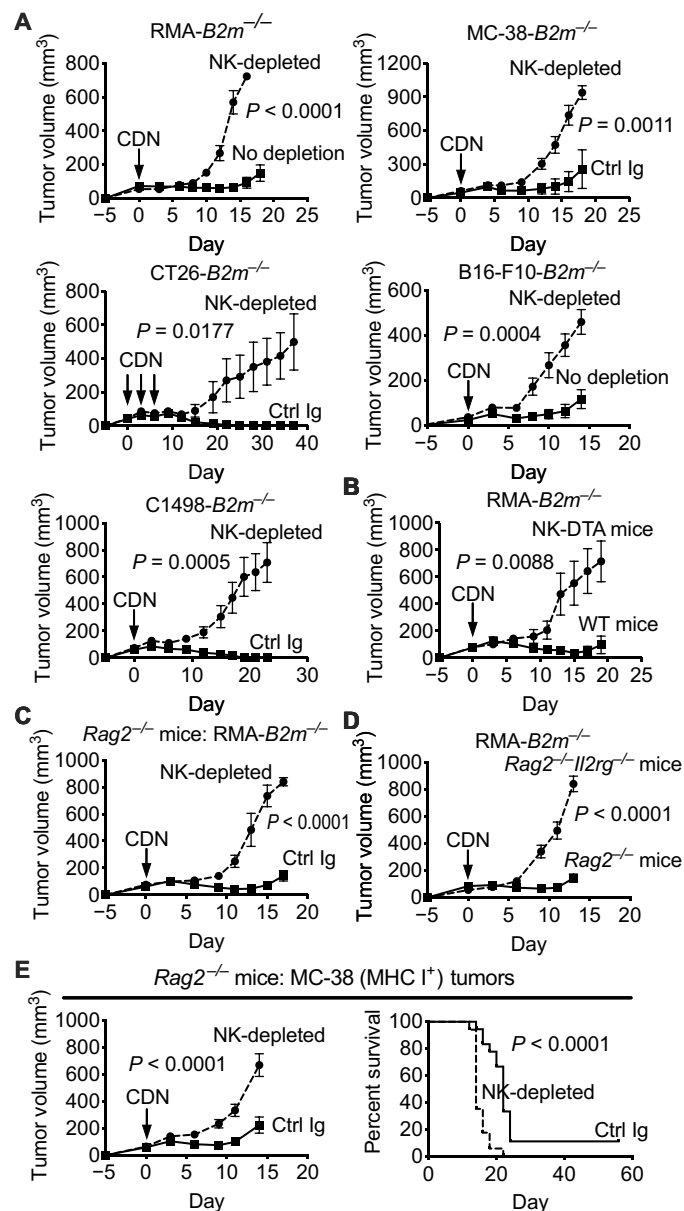 A
RMA-B2m–/–
Tumor volume (mm3)
800
600
400
200
0
NK-depleted
P < 0.0001
CDN
No depletion
–5 0 5 10 15 20 25
Day
MC-38-B2m–/–
Tumor volume (mm3)
1200
900
600
300
0
NK-depleted
P = 0.0011
CDN
Ctrl Ig
–5 0 5 10 15 20 25
Day
CT26-B2m–/–
Tumor volume (mm3)
800
600
400
200
0
NK-depleted
P = 0.0177
CDN
Ctrl Ig
–5 0 10 20 30 40
Day
B16-F10-B2m–/–
Tumor volume (mm3)
600
400
200
0
NK-depleted
P = 0.0004
CDN
No depletion
–5 0 5 10 15 20
Day
C1498-B2m–/–
Tumor volume (mm3)
1000
800
600
400
200
0
NK-depleted
P = 0.0005
CDN
Ctrl Ig
–5 0 10 20 30
Day
B
RMA-B2m–/–
Tumor volume (mm3)
1000
800
600
400
200
0
NK-DTA mice
P = 0.0088
CDN
WT mice
–5 0 5 10 15 20 25
Day
C
Rag2–/– mice: RMA-B2m–/–
Tumor volume (mm3)
1000
800
600
400
200
0
NK-depleted
P < 0.0001
CDN
Ctrl Ig
–5 0 5 10 15 20
Day
D
RMA-B2m–/–
Tumor volume (mm3)
1000
800
600
400
200
0
Rag2–/–Il2rg–/– mice
P < 0.0001
CDN
Rag2–/– mice
–5 0 5 10 15 20
Day
E
Rag2–/– mice: MC-38 (MHC I+) tumors
Tumor volume (mm3)
1000
800
600
400
200
0
NK-depleted
P < 0.0001
CDN
Ctrl Ig
–5 0 5 10 15 20
Day
Percent survival
100
80
60
40
20
0
P < 0.0001
NK-depleted
Ctrl Ig
0 20 40 60
Day